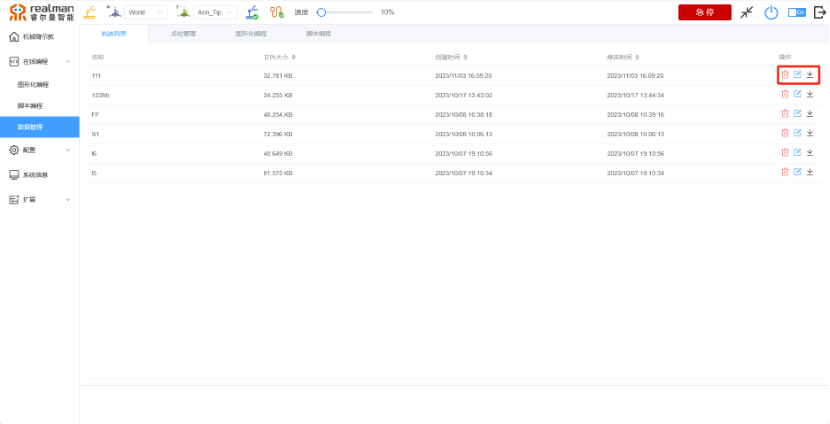 realman
睿尔曼智能
W
World
T
Arm_Tip
速度
10%
急停
机械臂示教
在线编程
图形化编程
脚本编程
数据管理
配置
系统信息
扩展
轨迹列表 点位管理 图形化编程 脚本编程
名称 文件大小 创建时间 修改时间 操作
111 32.781 KB 2023/11/03 16:09:20 2023/11/03 16:09:20
123hh 34.253 KB 2023/10/17 13:43:02 2023/10/17 13:44:34
FF 48.254 KB 2023/10/08 10:38:18 2023/10/08 10:39:16
S1 72.396 KB 2023/10/08 10:06:13 2023/10/08 10:06:13
l6 40.649 KB 2023/10/07 19:10:56 2023/10/07 19:10:56
l5 81.575 KB 2023/10/07 19:10:34 2023/10/07 19:10:34